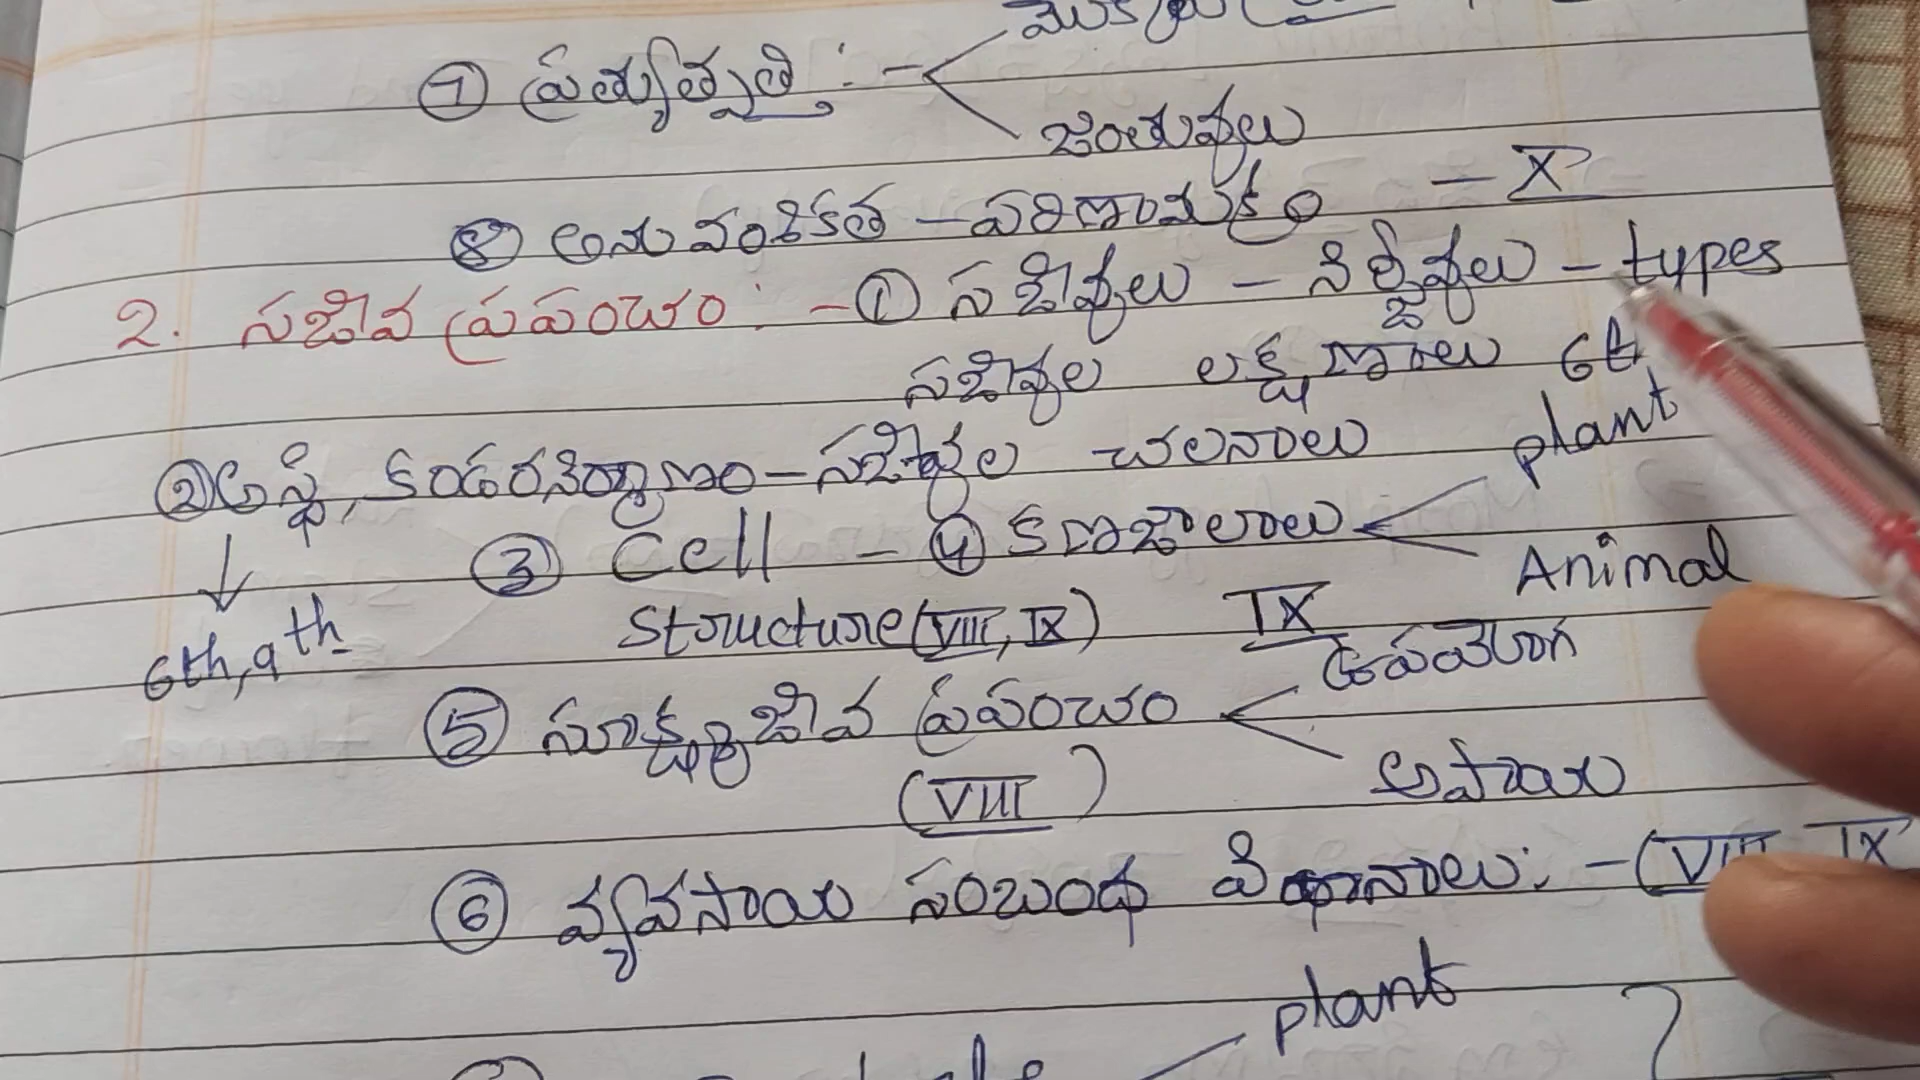 మొక్కలు
⑦ ప్రత్యుత్పత్తి :-
జంతువులు
⑧ అనువంశికత - పరిణామక్రమం - X
2. సజీవ ప్రపంచం :- ① సజీవులు - నిర్జీవులు - types
సజీవుల లక్షణాలు 6th
② అస్థి, కండర నిర్మాణం - సజీవుల చలనాలు
plant
③ Cell - ④ కణజాలాలు
Animal
6th, 9th structure (VIII, IX) IX
ఉపయోగ
⑤ సూక్ష్మజీవ ప్రపంచం
(VIII) అపాయ
⑥ వ్యవసాయ సంబంధ విధానాలు :- (VIII IX
plant